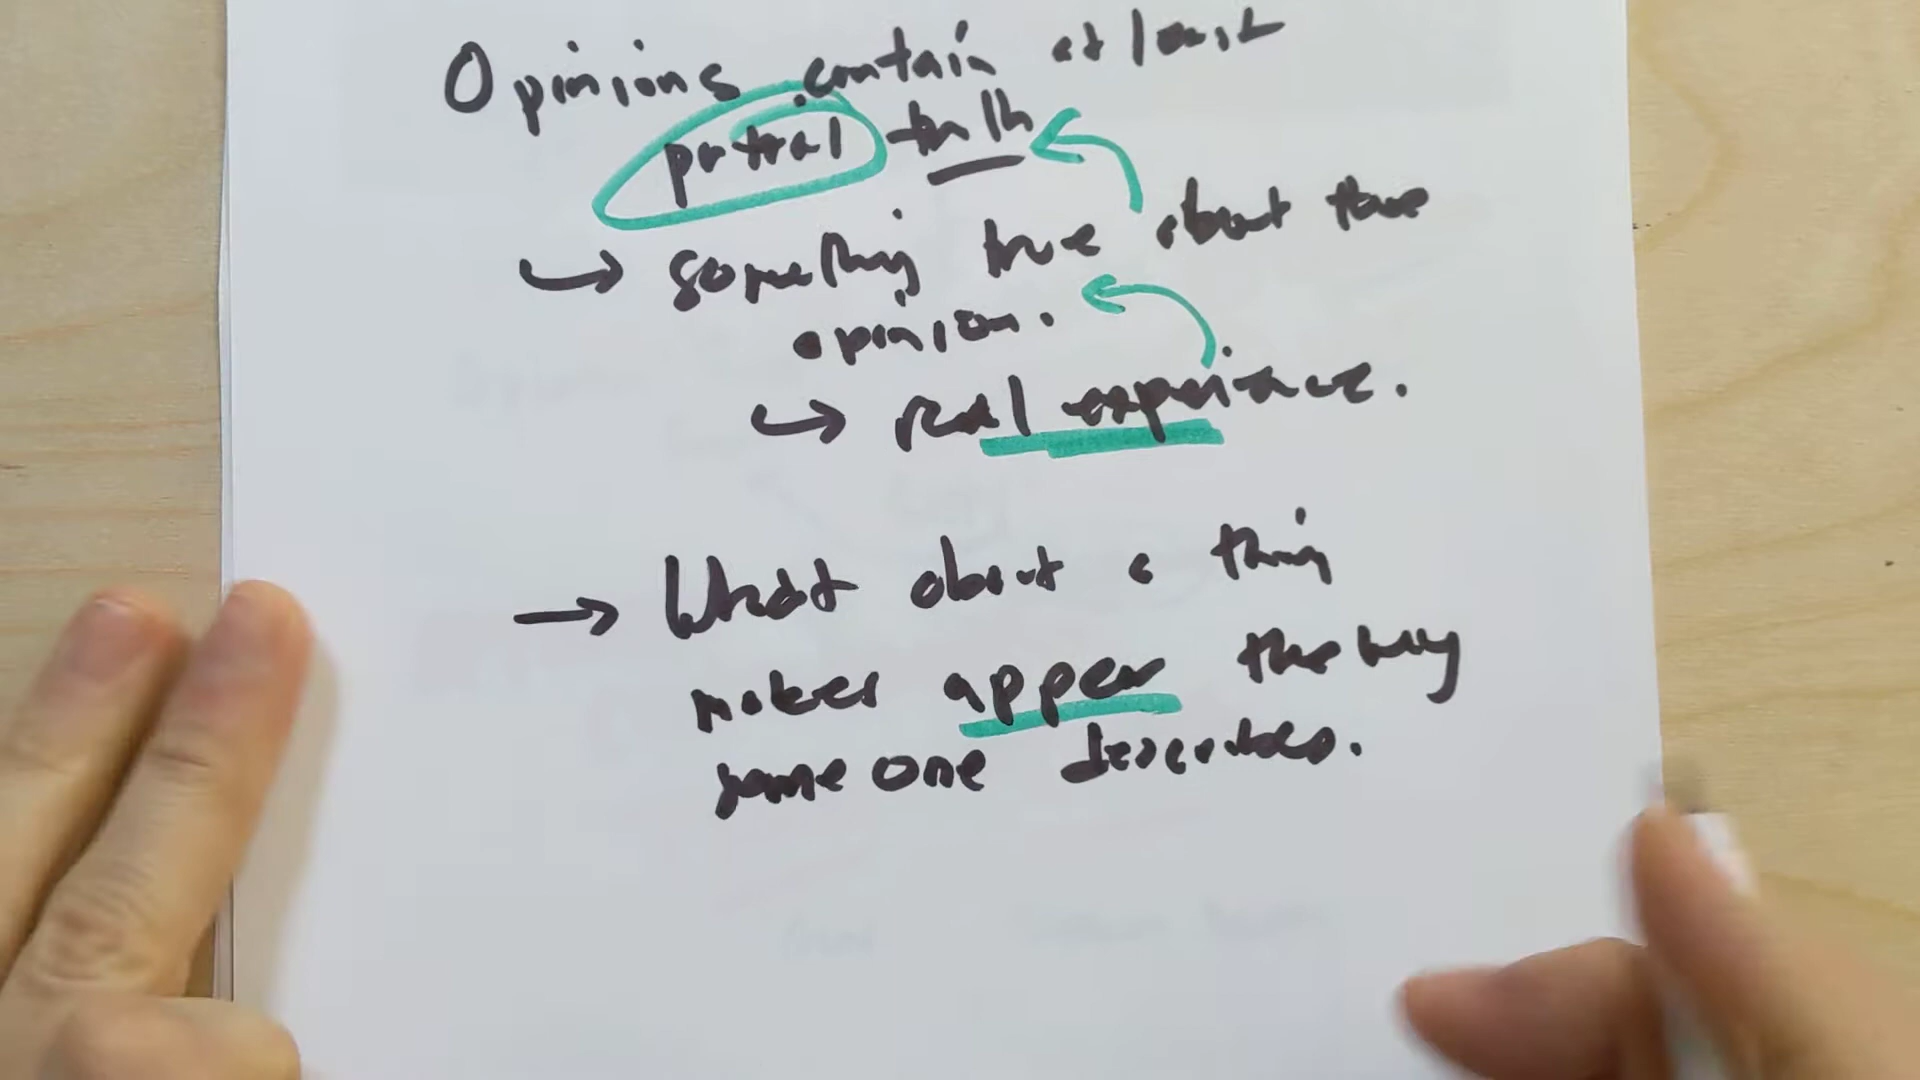 Opinions contain at least
partial truth
↪ something true about those
opinion.
↪ real experience.
→ What about a thing
makes appear the way
someone describes.